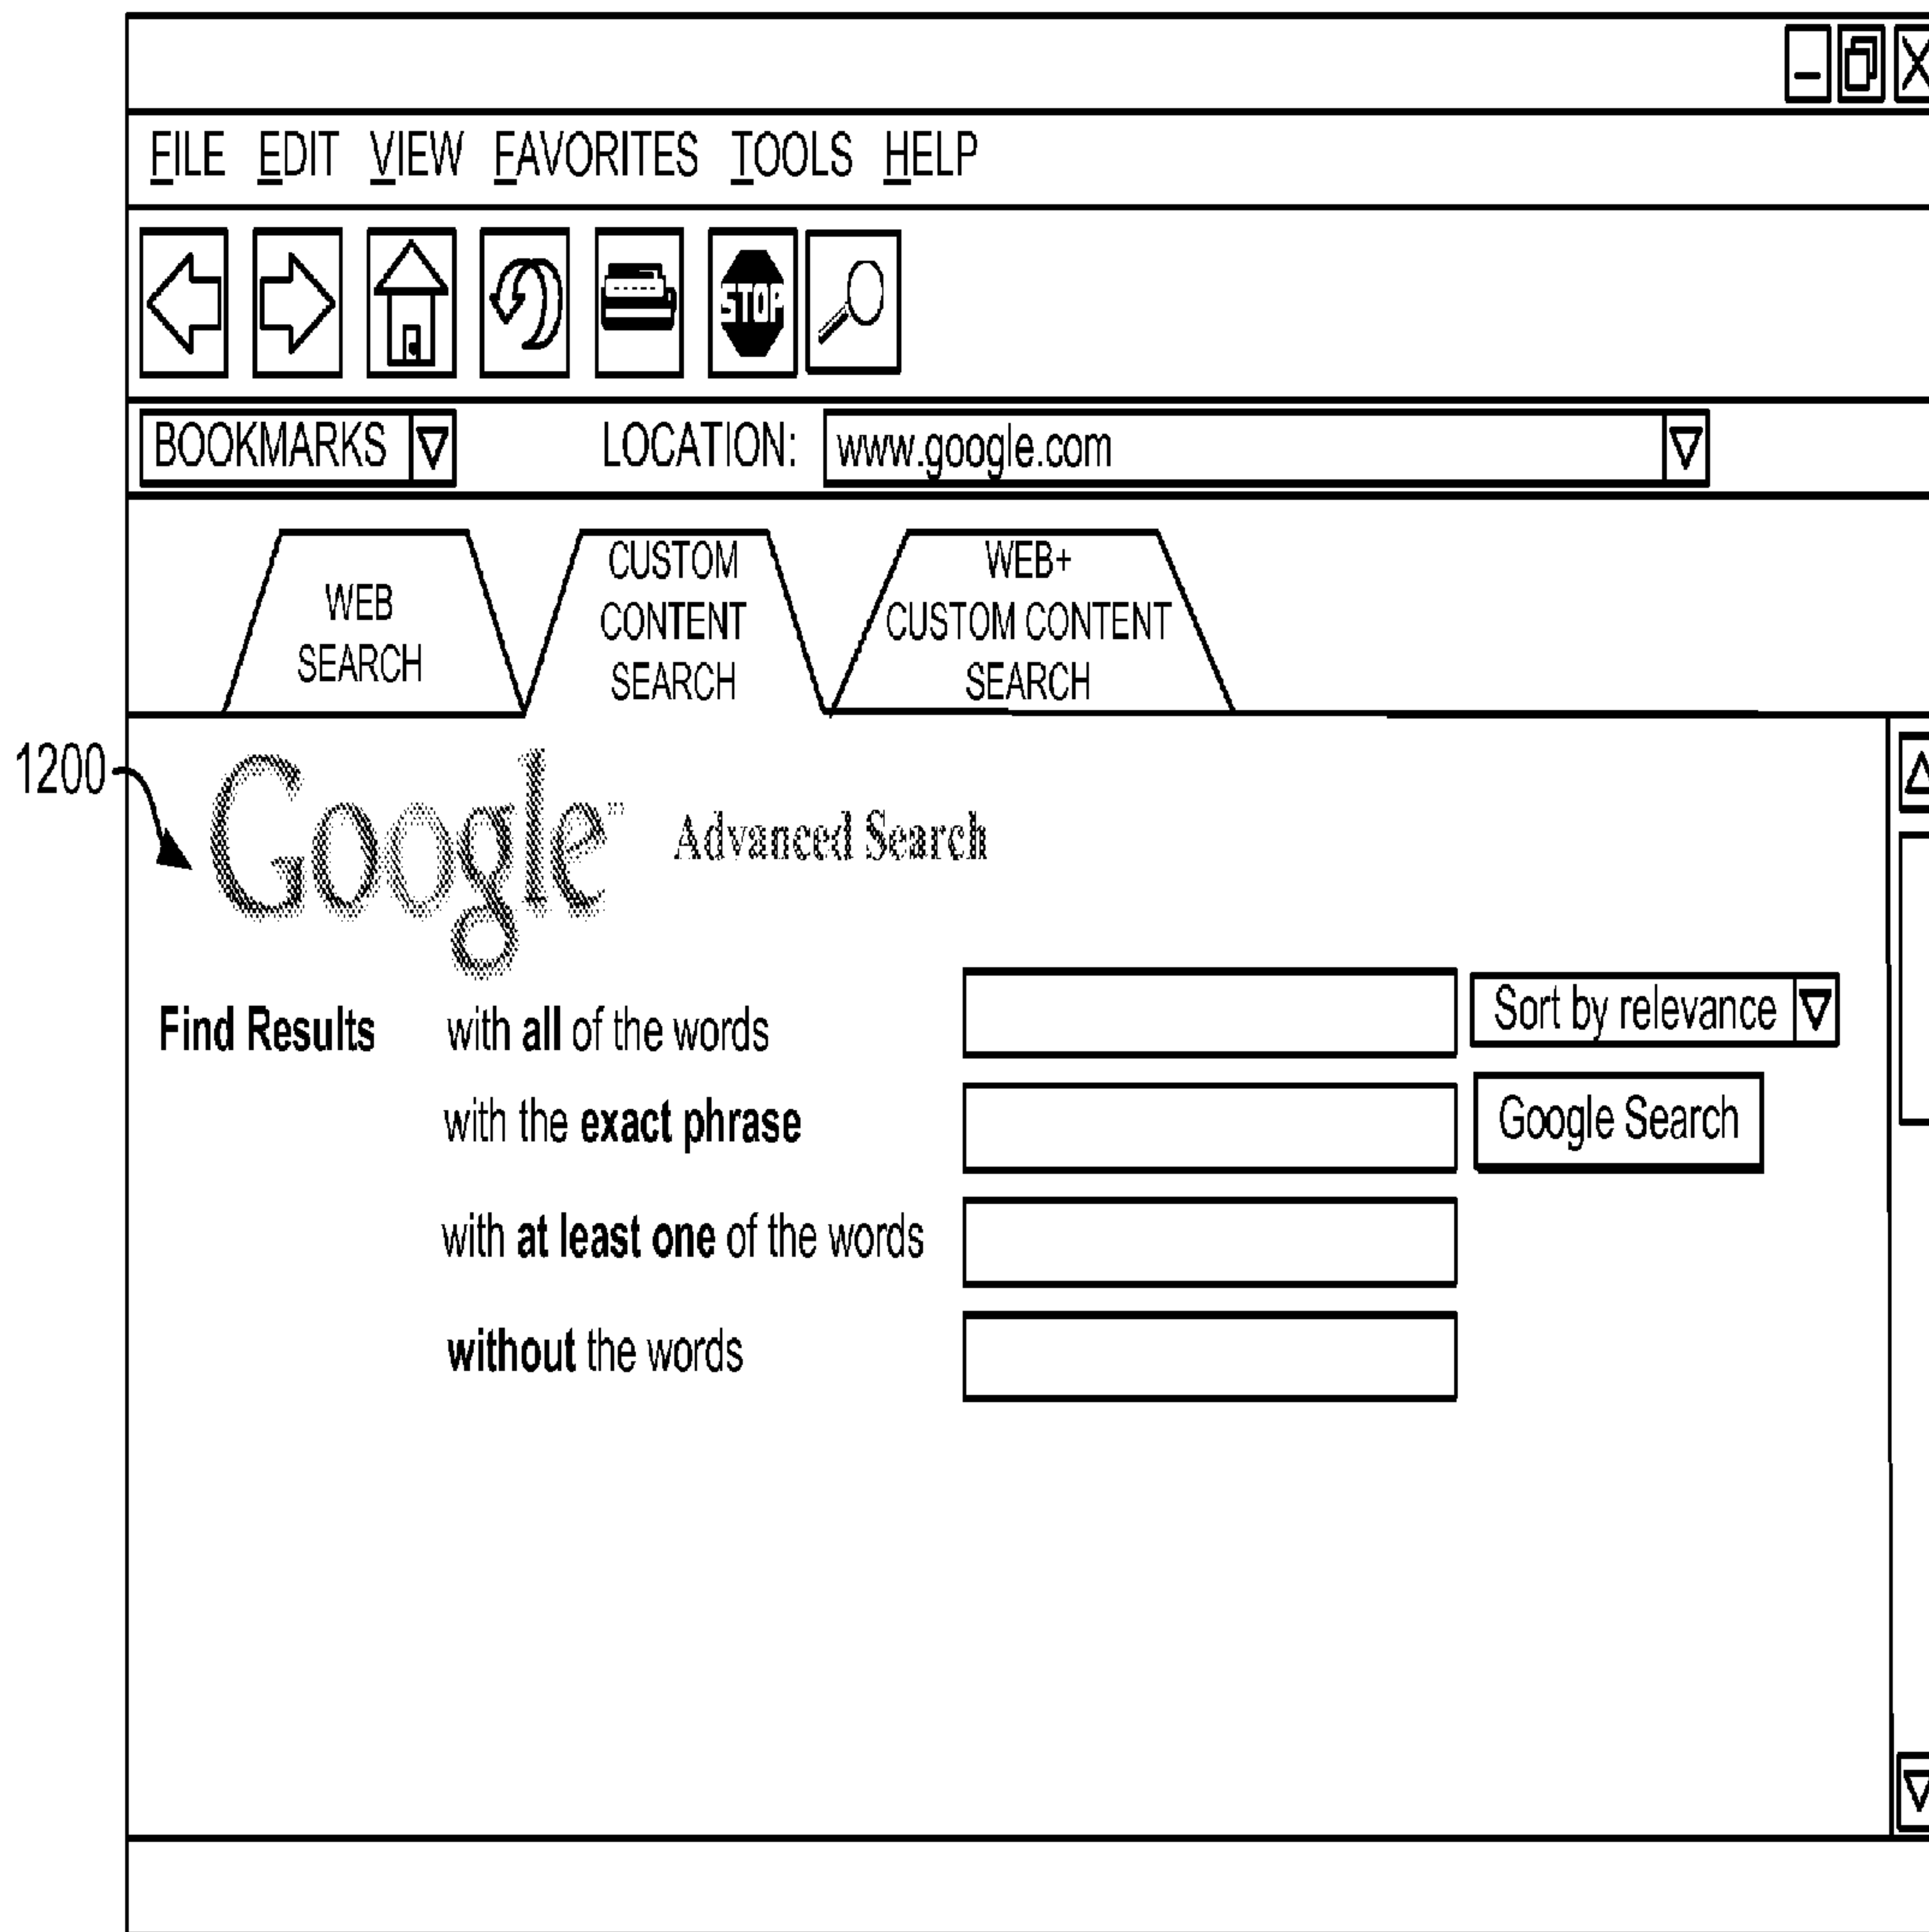 FILE EDIT VIEW FAVORITES TOOLS HELP
STOP
BOOKMARKS LOCATION: www.google.com
WEB
SEARCH
CUSTOM
CONTENT
SEARCH
WEB+
CUSTOM CONTENT
SEARCH
1200
Google™ Advanced Search
Find Results with all of the words Sort by relevance
with the exact phrase Google Search
with at least one of the words
without the words